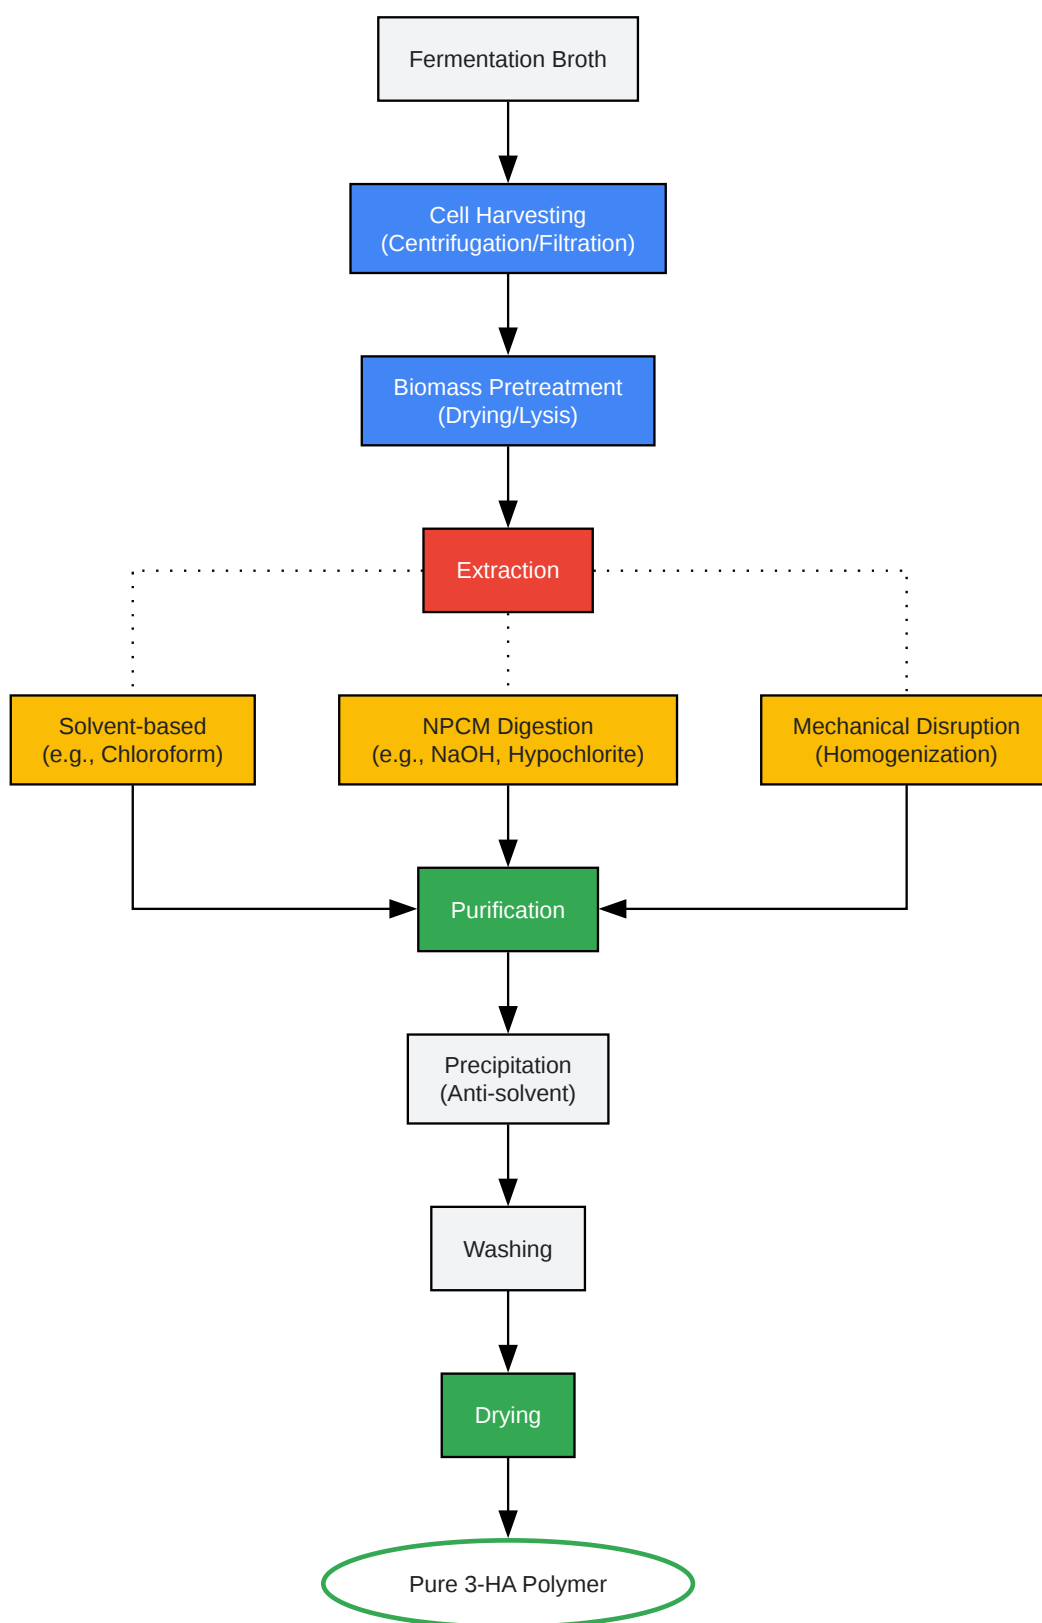 Fermentation Broth
Cell Harvesting
(Centrifugation/Filtration)
Biomass Pretreatment
(Drying/Lysis)
Extraction
Solvent-based
(e.g., Chloroform)
NPCM Digestion
(e.g., NaOH, Hypochlorite)
Mechanical Disruption
(Homogenization)
Purification
Precipitation
(Anti-solvent)
Washing
Drying
Pure 3-HA Polymer